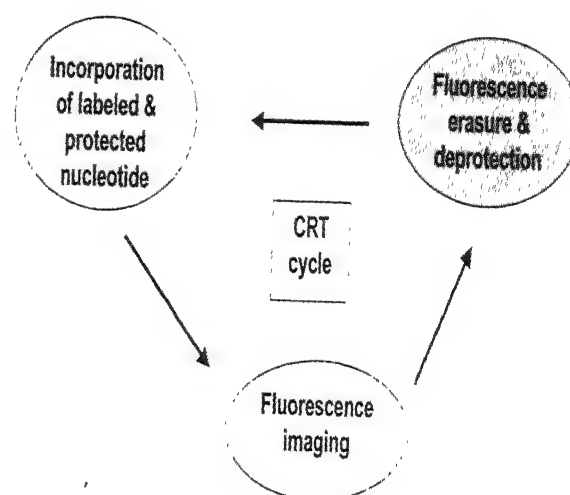 Incorporation
of labeled &
protected
nucleotide
Fluorescence
erasure &
deprotection
CRT
cycle
Fluorescence
imaging